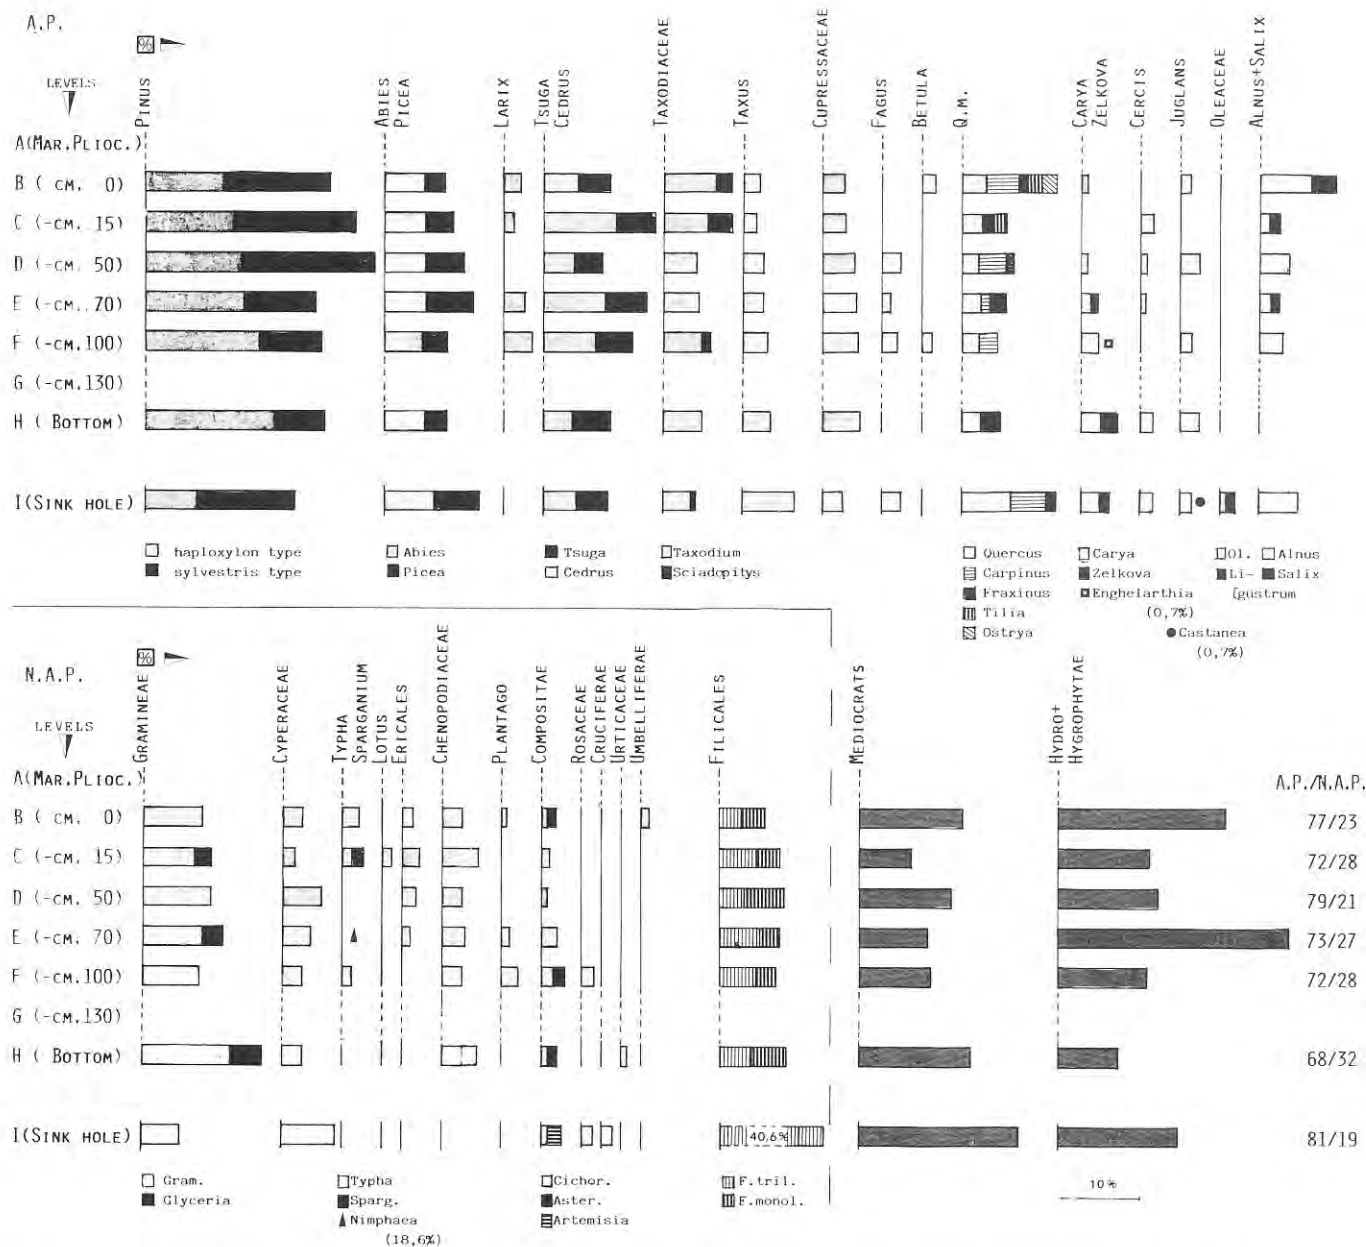 A.P.
%
LEVELS
PINUS
ABIES
PICEA
LARIX
TSUGA
CEDRUS
TAXODIACEAE
TAXUS
CUPRESSACEAE
FAGUS
BETULA
Q.M.
CARYA
ZELKOVA
CERCIS
JUGLANS
OLEACEAE
ALNUS+SALIX
A(MAR.PLIOC.)
B ( CM. 0)
C (-CM. 15)
D (-CM. 50)
E (-CM. 70)
F (-CM.100)
G (-CM.130)
H ( BOTTOM)
I(SINK HOLE)
haploxylon type
sylvestris type
Abies
Picea
Tsuga
Cedrus
Taxodium
Sciadopitys
Quercus
Carpinus
Fraxinus
Tilia
Ostrya
Carya
Zelkova
Enghelarthia
(0,7%)
Ol.
Li-
[gustrum
Alnus
Salix
Castanea
(0,7%)
%
N.A.P.
LEVELS
GRAMINEAE
CYPERACEAE
TYPHA
SPARGANIUM
LOTUS
ERICALES
CHENOPODIACEAE
PLANTAGO
COMPOSITAE
ROSACEAE
CRUCIFERAE
URTICACEAE
UMBELLIFERAE
FILICALES
MEDIOCRATS
HYDRO+
HYGROPHYTAE
A.P./N.A.P.
A(MAR.PLIOC.)
B ( CM. 0) 77/23
C (-CM. 15) 72/28
D (-CM. 50) 79/21
E (-CM. 70) 73/27
F (-CM.100) 72/28
G (-CM.130)
H ( BOTTOM) 68/32
I(SINK HOLE) 40,6% 81/19
Gram.
Glyceria
Typha
Sparg.
Nimphaea
(18,6%)
Cichor.
Aster.
Artemisia
F.tril.
F.monol.
10%